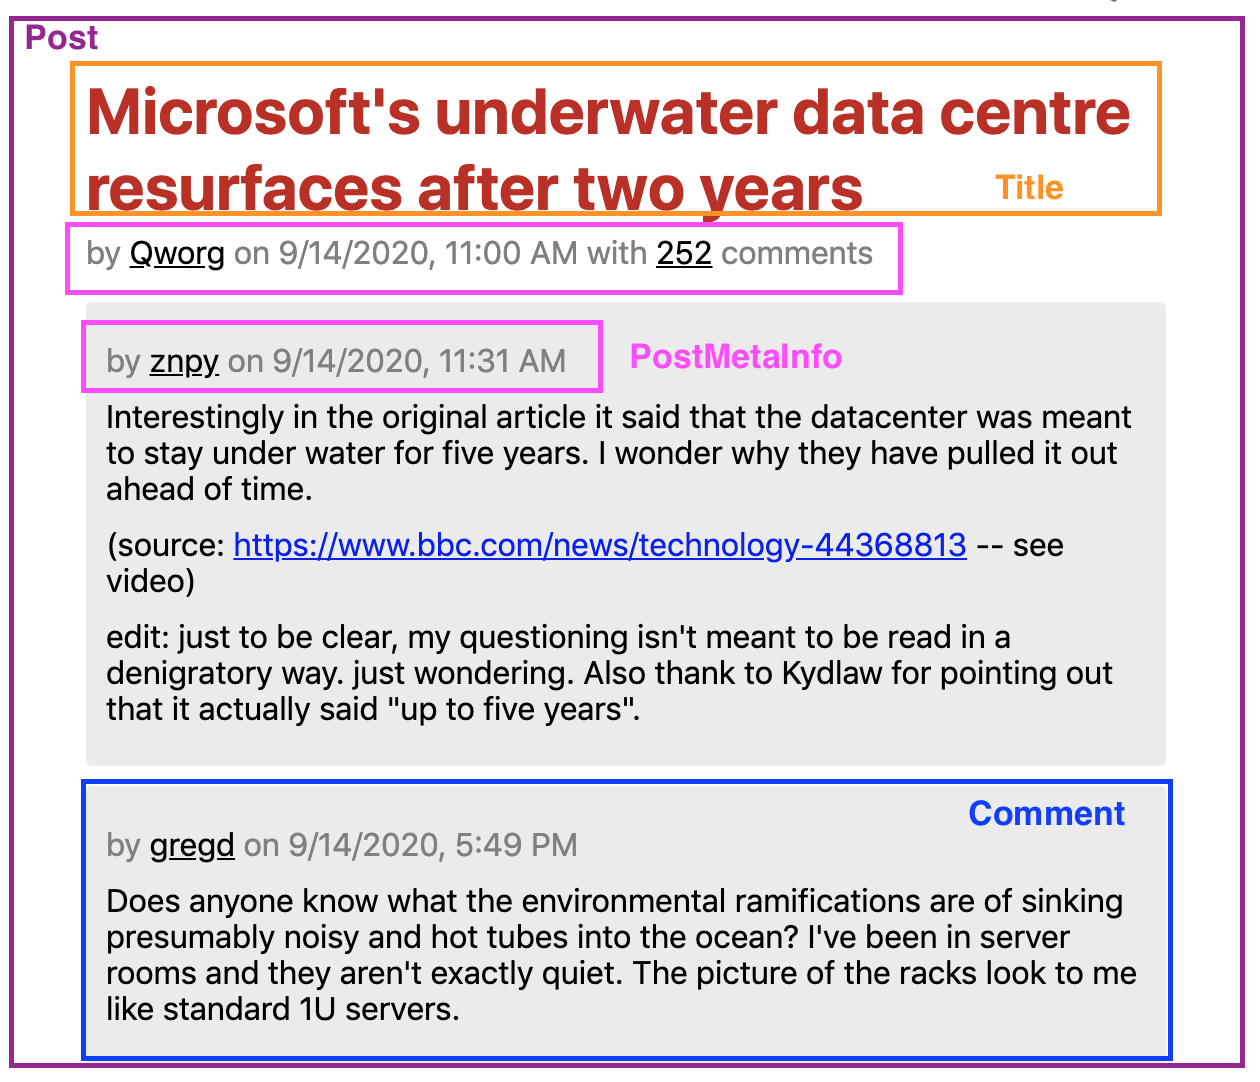 Post
Microsoft's underwater data centre
resurfaces after two years
Title
by Qworg on 9/14/2020, 11:00 AM with 252 comments
by znpy on 9/14/2020, 11:31 AM
PostMetaInfo
Interestingly in the original article it said that the datacenter was meant
to stay under water for five years. I wonder why they have pulled it out
ahead of time.
(source: https://www.bbc.com/news/technology-44368813 -- see
video)
edit: just to be clear, my questioning isn't meant to be read in a
denigratory way. just wondering. Also thank to Kydlaw for pointing out
that it actually said "up to five years".
Comment
by gregd on 9/14/2020, 5:49 PM
Does anyone know what the environmental ramifications are of sinking
presumably noisy and hot tubes into the ocean? I've been in server
rooms and they aren't exactly quiet. The picture of the racks look to me
like standard 1U servers.